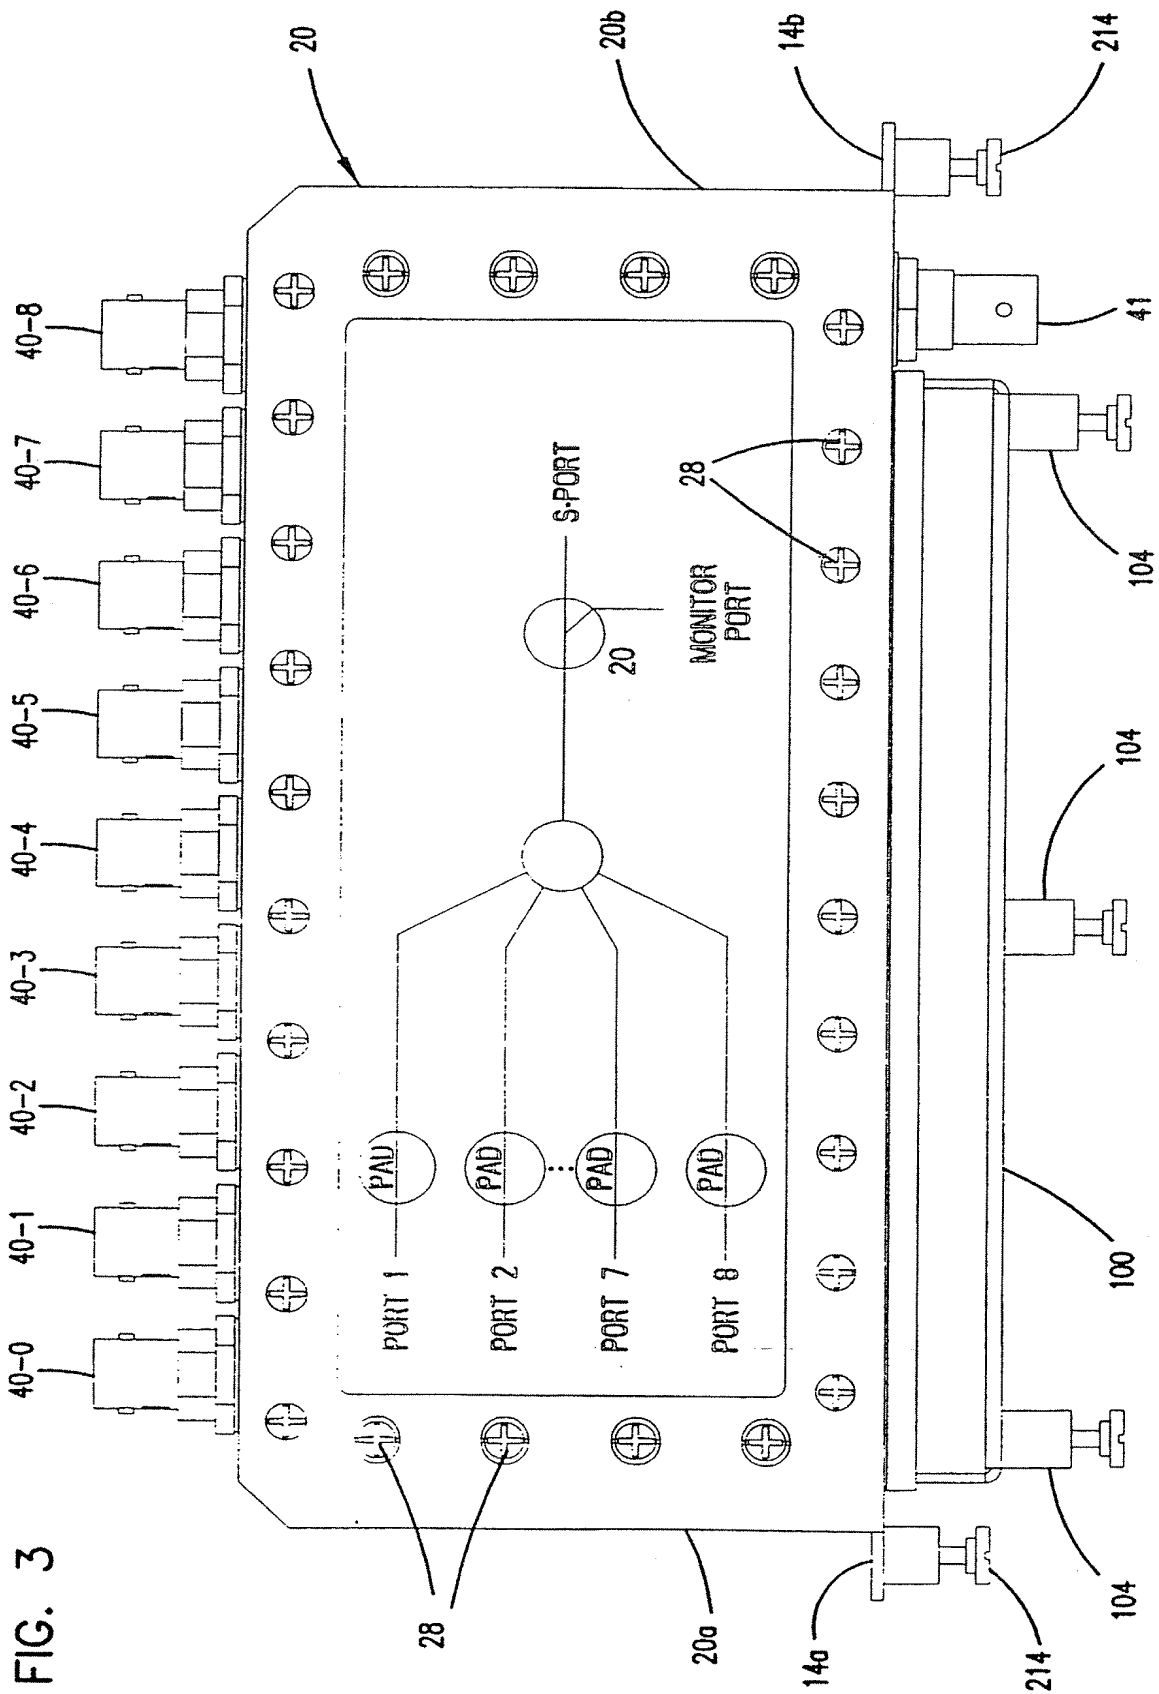 FIG. 3
40-0
40-1
40-2
40-3
40-4
40-5
40-6
40-7
40-8
20
20b
14b
214
41
28
104
104
100
104
214
14a
20a
28
PORT 1
PAD
PORT 2
PAD
PORT 7
PAD
PORT 8
PAD
20
S-PORT
MONITOR
PORT